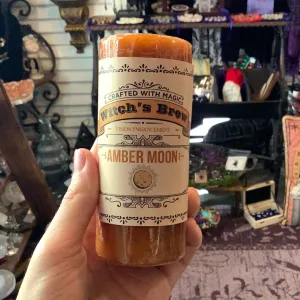 CRAFTED WITH MAGIC
Witch's Brew
AMBER MOON